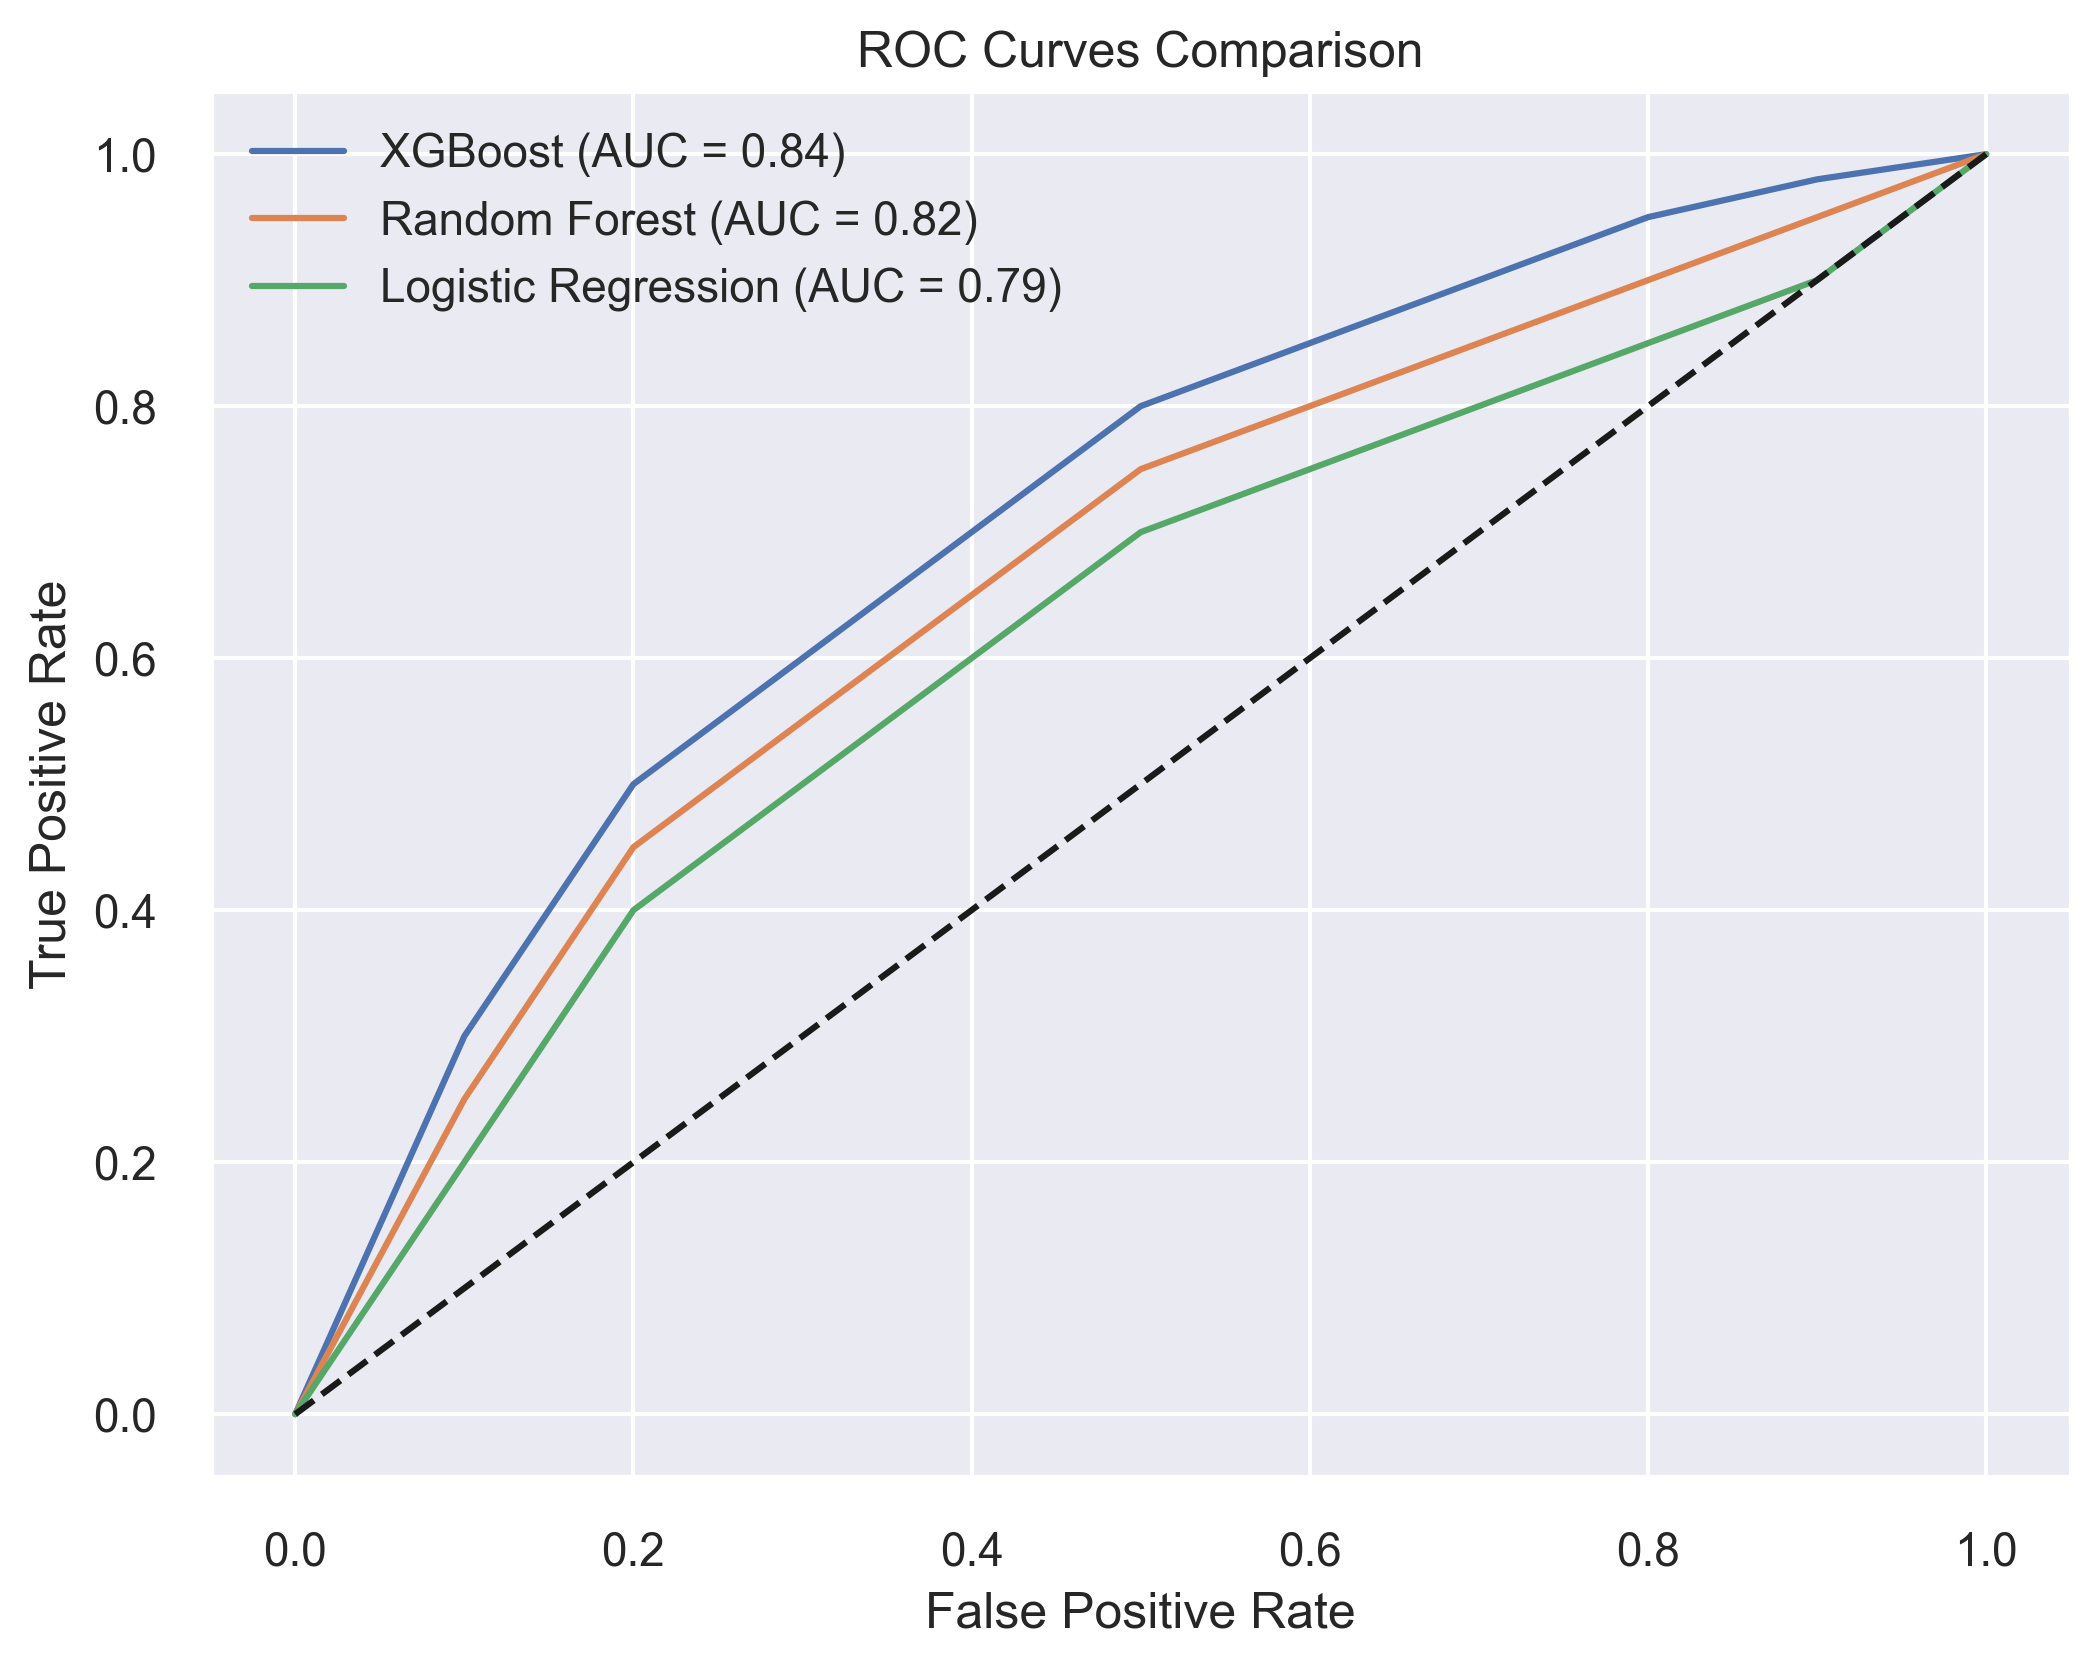 ROC Curves Comparison
XGBoost (AUC = 0.84)
Random Forest (AUC = 0.82)
Logistic Regression (AUC = 0.79)
1.0
0.8
0.6
0.4
0.2
0.0
True Positive Rate
0.0 0.2 0.4 0.6 0.8 1.0
False Positive Rate